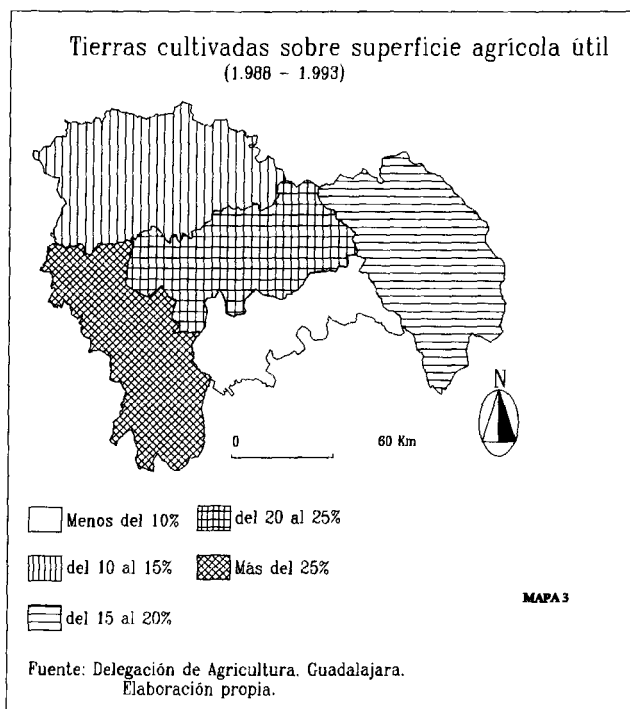 Tierras cultivadas sobre superficie agrícola útil
(1.988 - 1.993)
N
0 60 Km
Menos del 10%
del 20 al 25%
del 10 al 15%
Más del 25%
del 15 al 20%
MAPA 3
Fuente: Delegación de Agricultura. Guadalajara.
Elaboración propia.